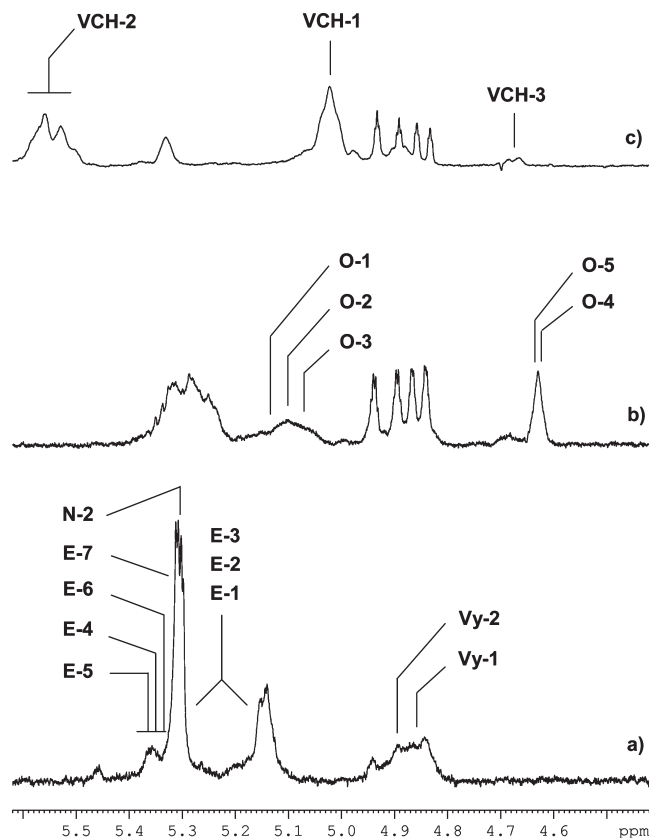 VCH-2
VCH-1
VCH-3
c)
O-1
O-2
O-3
O-5
O-4
b)
N-2
E-7
E-6
E-4
E-5
E-3
E-2
E-1
Vy-2
Vy-1
a)
5.5 5.4 5.3 5.2 5.1 5.0 4.9 4.8 4.7 4.6 ppm